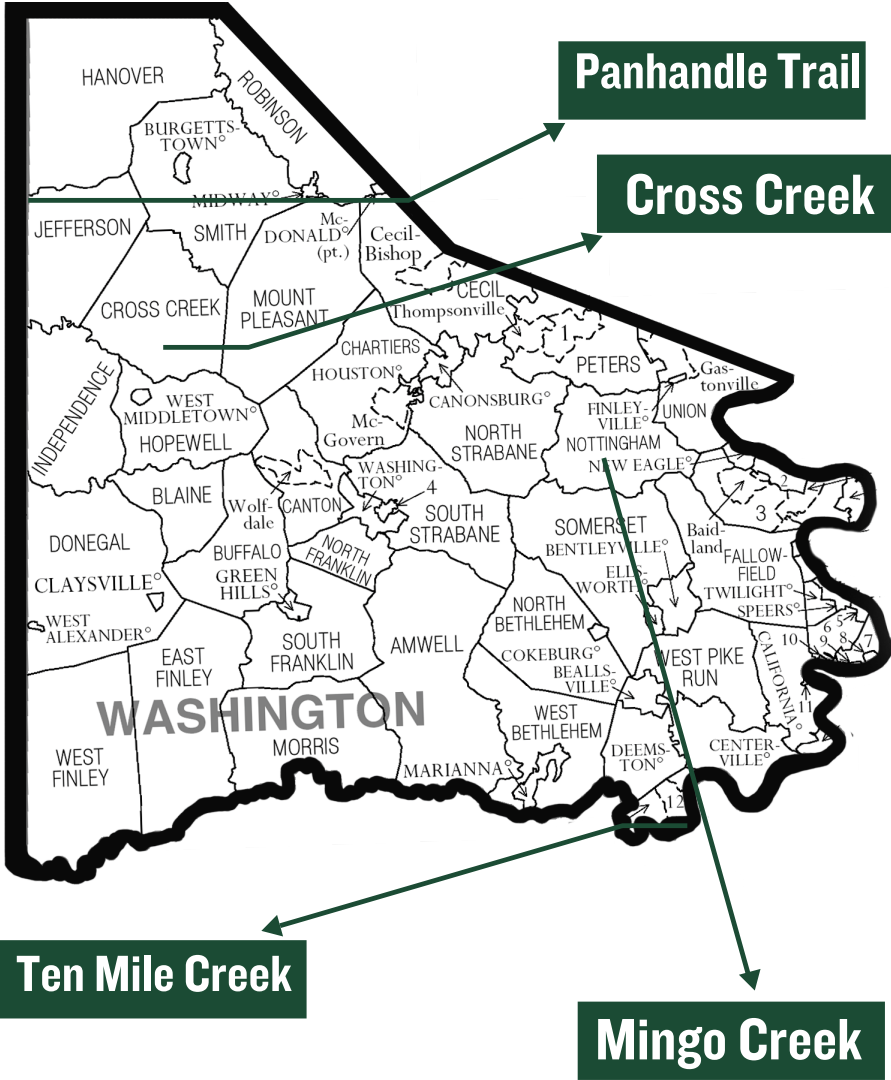 Panhandle Trail
HANOVER
ROBINSON
BURGETTS-
TOWN°
Cross Creek
MIDWAY°
JEFFERSON
SMITH
Mc-
DONALD°
(pt.)
Cecil-
Bishop
CECIL
Thompsonville
CROSS CREEK
MOUNT
PLEASANT
1
CHARTIERS
HOUSTON°
PETERS
Gas-
tonville
INDEPENDENCE
WEST
MIDDLETOWN°
HOPEWELL
CANONSBURG°
FINLEY-
VILLE°
UNION
Mc-
Govern
NORTH
STRABANE
NOTTINGHAM
NEW EAGLE°
WASHING-
TON°
4
BLAINE
Wolf-
dale
CANTON
2
3
SOUTH
STRABANE
SOMERSET
BENTLEYVILLE°
Baid-
land
DONEGAL
BUFFALO
NORTH
FRANKLIN
FALLOW-
FIELD
CLAYSVILLE°
GREEN
HILLS°
ELLS-
WORTH°
TWILIGHT°
SPEERS°
WEST
ALEXANDER°
NORTH
BETHLEHEM
5
6
7
8
9
10
EAST
FINLEY
SOUTH
FRANKLIN
AMWELL
COKEBURG°
WEST PIKE
RUN
CALIFORNIA°
BEALLS-
VILLE°
11
WASHINGTON
WEST
BETHLEHEM
WEST
FINLEY
MORRIS
MARIANNA°
DEEMS-
TON°
CENTER-
VILLE°
12
Ten Mile Creek
Mingo Creek